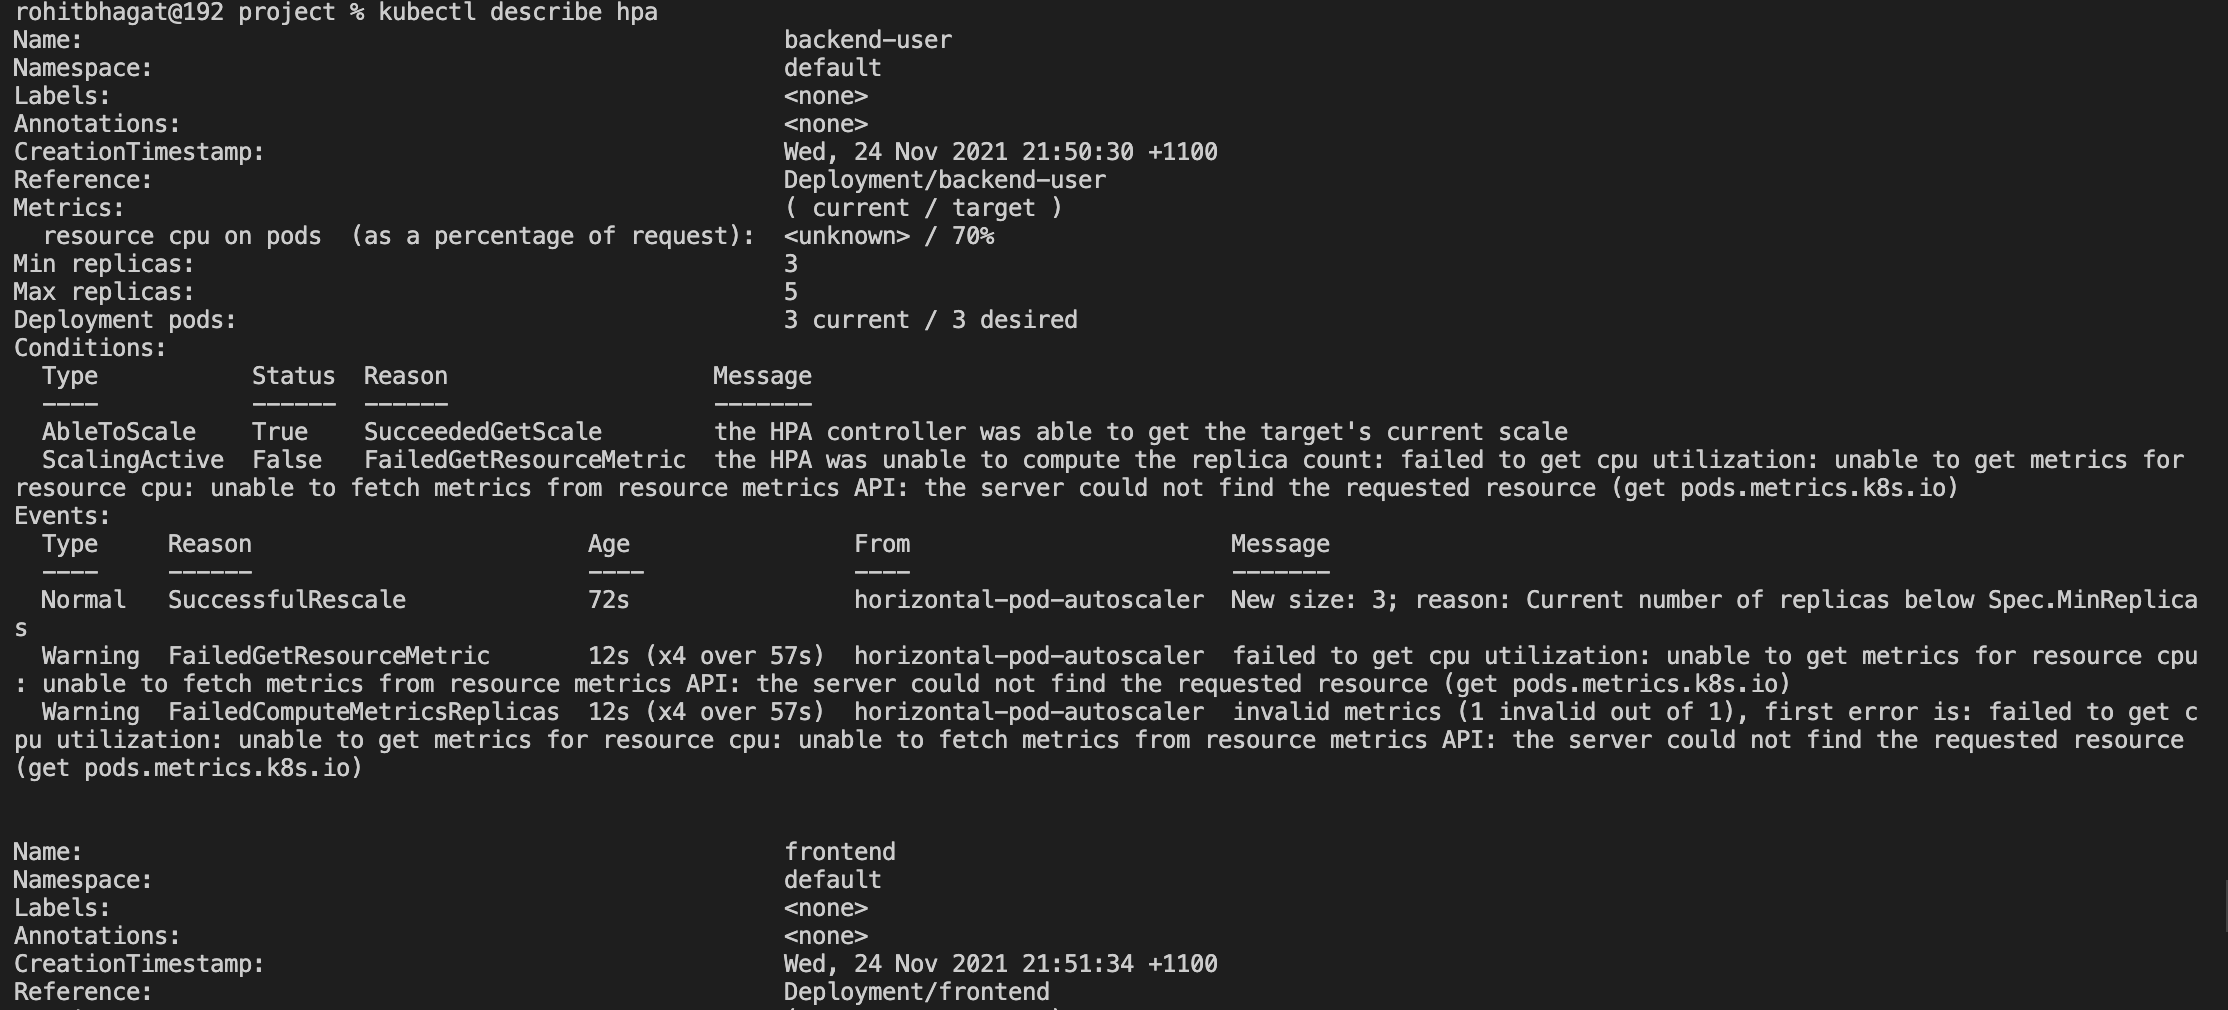 rohitbhagat@192 project % kubectl describe hpa
Name:                                                  backend-user
Namespace:                                             default
Labels:                                                <none>
Annotations:                                           <none>
CreationTimestamp:                                     Wed, 24 Nov 2021 21:50:30 +1100
Reference:                                             Deployment/backend-user
Metrics:                                               ( current / target )
  resource cpu on pods  (as a percentage of request):  <unknown> / 70%
Min replicas:                                          3
Max replicas:                                          5
Deployment pods:                                       3 current / 3 desired
Conditions:
  Type           Status  Reason                   Message
  ----           ------  ------                   -------
  AbleToScale    True    SucceededGetScale        the HPA controller was able to get the target's current scale
  ScalingActive  False   FailedGetResourceMetric  the HPA was unable to compute the replica count: failed to get cpu utilization: unable to get metrics for
resource cpu: unable to fetch metrics from resource metrics API: the server could not find the requested resource (get pods.metrics.k8s.io)
Events:
  Type     Reason                        Age                From                       Message
  ----     ------                        ----               ----                       -------
  Normal   SuccessfulRescale             72s                horizontal-pod-autoscaler  New size: 3; reason: Current number of replicas below Spec.MinReplica
s
  Warning  FailedGetResourceMetric       12s (x4 over 57s)  horizontal-pod-autoscaler  failed to get cpu utilization: unable to get metrics for resource cpu
: unable to fetch metrics from resource metrics API: the server could not find the requested resource (get pods.metrics.k8s.io)
  Warning  FailedComputeMetricsReplicas  12s (x4 over 57s)  horizontal-pod-autoscaler  invalid metrics (1 invalid out of 1), first error is: failed to get c
pu utilization: unable to get metrics for resource cpu: unable to fetch metrics from resource metrics API: the server could not find the requested resource
(get pods.metrics.k8s.io)
Name:                                                  frontend
Namespace:                                             default
Labels:                                                <none>
Annotations:                                           <none>
CreationTimestamp:                                     Wed, 24 Nov 2021 21:51:34 +1100
Reference:                                             Deployment/frontend